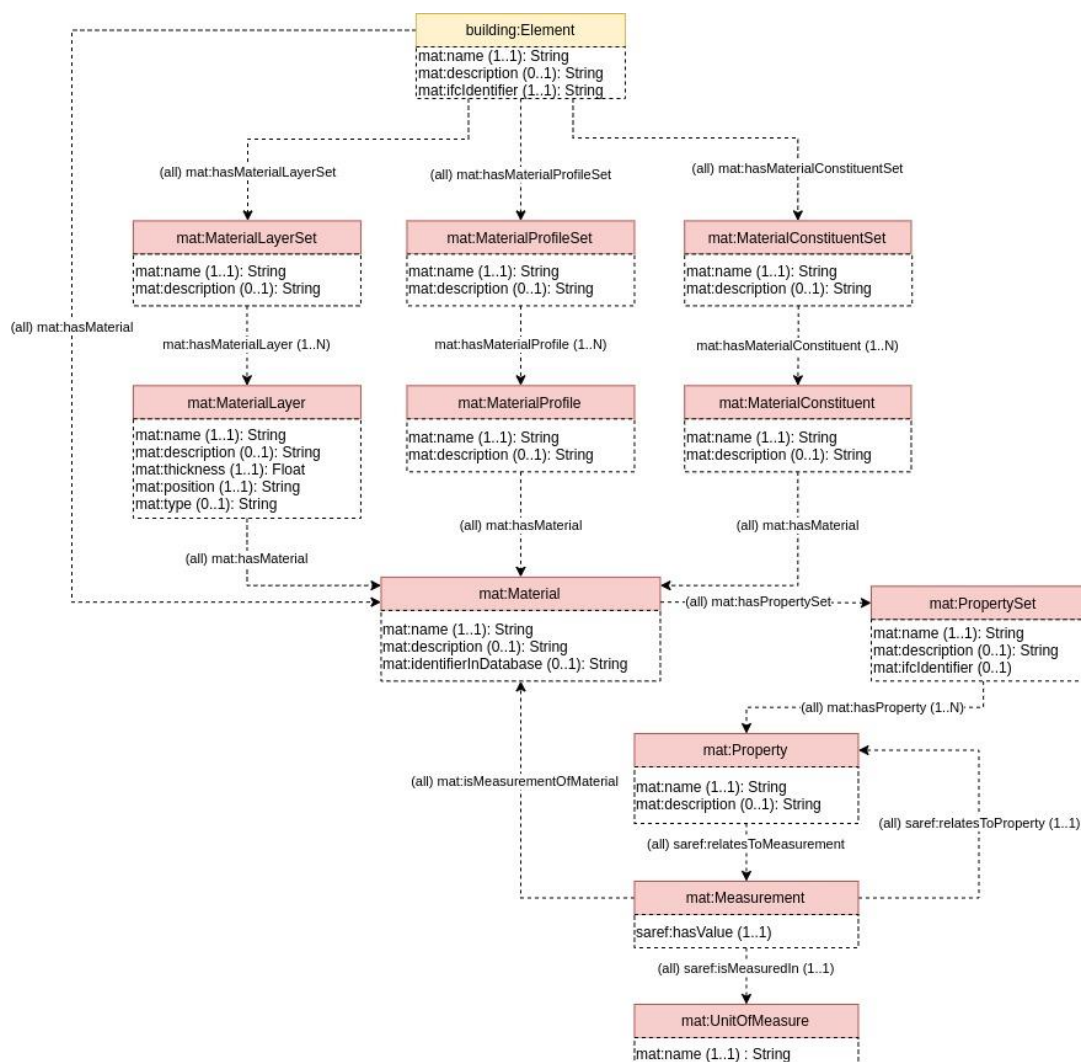 building:Element
mat:name (1..1): String
mat:description (0..1): String
mat:ifcIdentifier (1..1): String
(all) mat:hasMaterialLayerSet
(all) mat:hasMaterialProfileSet
(all) mat:hasMaterialConstituentSet
mat:MaterialLayerSet
mat:name (1..1): String
mat:description (0..1): String
mat:MaterialProfileSet
mat:name (1..1): String
mat:description (0..1): String
mat:MaterialConstituentSet
mat:name (1..1): String
mat:description (0..1): String
(all) mat:hasMaterial
mat:hasMaterialLayer (1..N)
mat:hasMaterialProfile (1..N)
mat:hasMaterialConstituent (1..N)
mat:MaterialLayer
mat:name (1..1): String
mat:description (0..1): String
mat:thickness (1..1): Float
mat:position (1..1): String
mat:type (0..1): String
mat:MaterialProfile
mat:name (1..1): String
mat:description (0..1): String
mat:MaterialConstituent
mat:name (1..1): String
mat:description (0..1): String
(all) mat:hasMaterial
(all) mat:hasMaterial
(all) mat:hasMaterial
mat:Material
mat:name (1..1): String
mat:description (0..1): String
mat:identifierInDatabase (0..1): String
(all) mat:hasPropertySet
mat:PropertySet
mat:name (1..1): String
mat:description (0..1): String
mat:ifcIdentifier (0..1)
(all) mat:hasProperty (1..N)
mat:Property
mat:name (1..1): String
mat:description (0..1): String
(all) mat:isMeasurementOfMaterial
(all) saref:relatesToProperty (1..1)
(all) saref:relatesToMeasurement
mat:Measurement
saref:hasValue (1..1)
(all) saref:isMeasuredIn (1..1)
mat:UnitOfMeasure
mat:name (1..1) : String